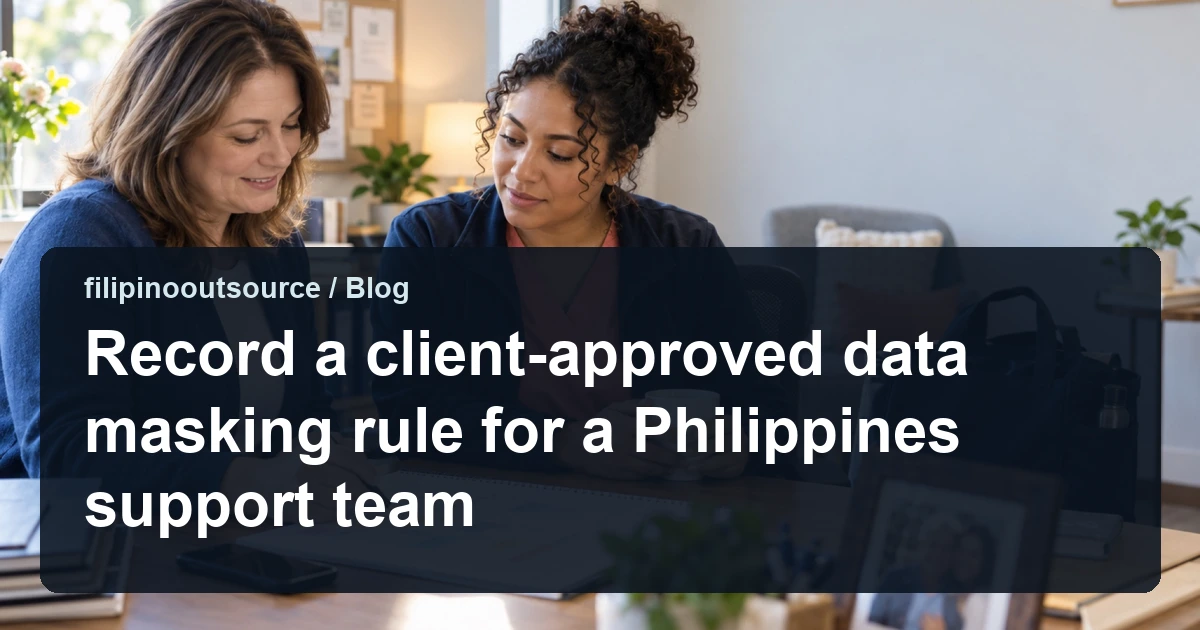 filipinooutsource / Blog
Record a client-approved data
masking rule for a Philippines
support team